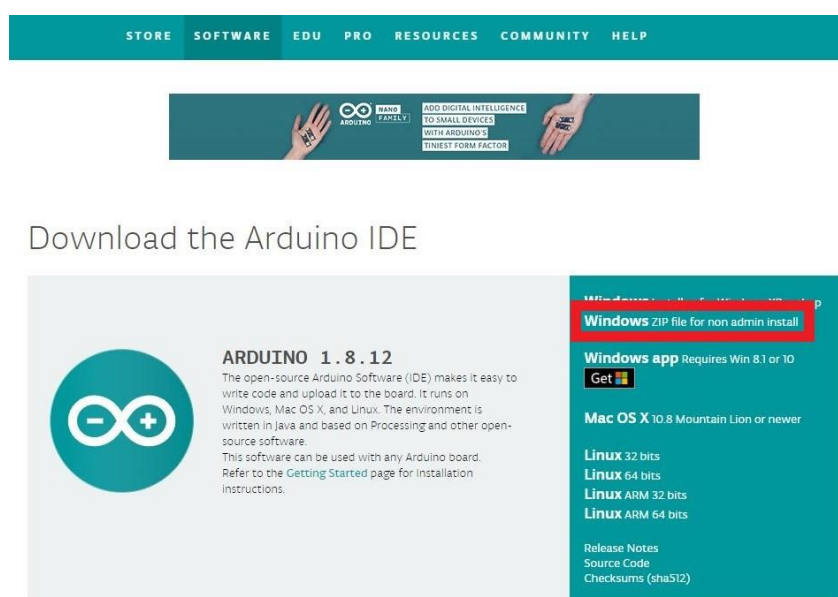 STORE SOFTWARE EDU PRO RESOURCES COMMUNITY HELP
ARDUINO NANO FAMILY
ADD DIGITAL INTELLIGENCE
TO SMALL DEVICES
WITH ARDUINO'S
TINIEST FORM FACTOR
Download the Arduino IDE
ARDUINO 1.8.12
The open-source Arduino Software (IDE) makes it easy to
write code and upload it to the board. It runs on
Windows, Mac OS X, and Linux. The environment is
written in Java and based on Processing and other open-
source software.
This software can be used with any Arduino board.
Refer to the Getting Started page for Installation
instructions.
Windows
Windows ZIP file for non admin install
Windows app Requires Win 8.1 or 10
Get
Mac OS X 10.8 Mountain Lion or newer
Linux 32 bits
Linux 64 bits
Linux ARM 32 bits
Linux ARM 64 bits
Release Notes
Source Code
Checksums (sha512)